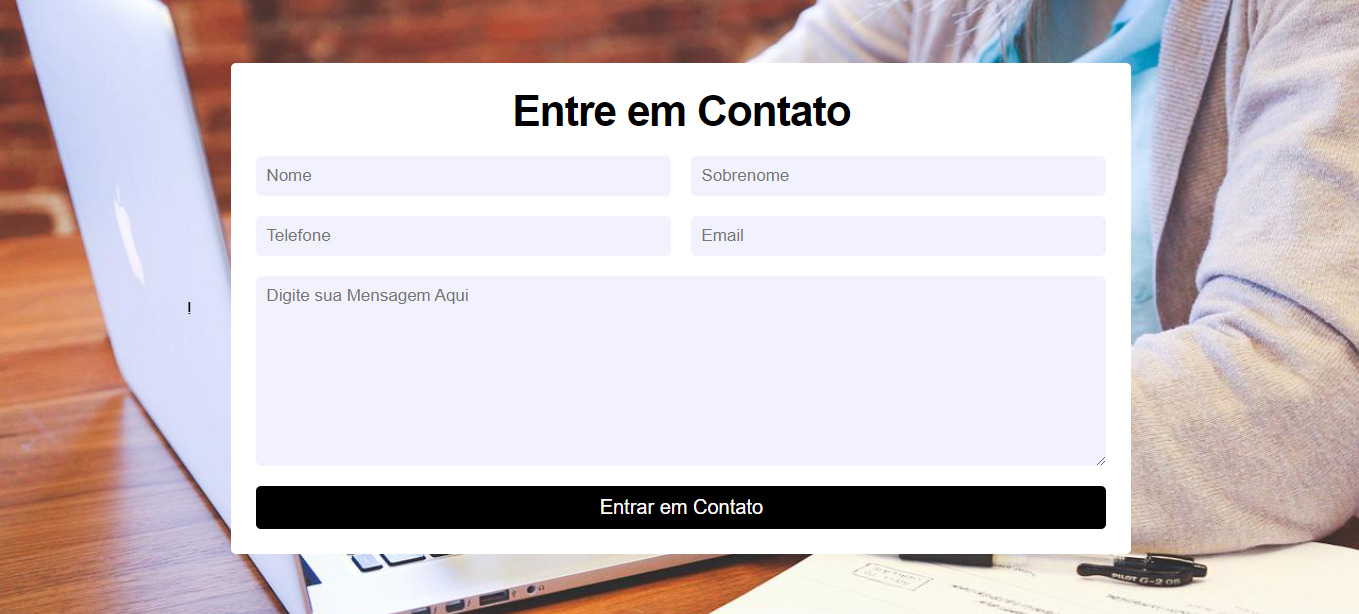 Entre em Contato
Nome
Sobrenome
Telefone
Email
!
Digite sua Mensagem Aqui
Entrar em Contato
PILOT G-2 05